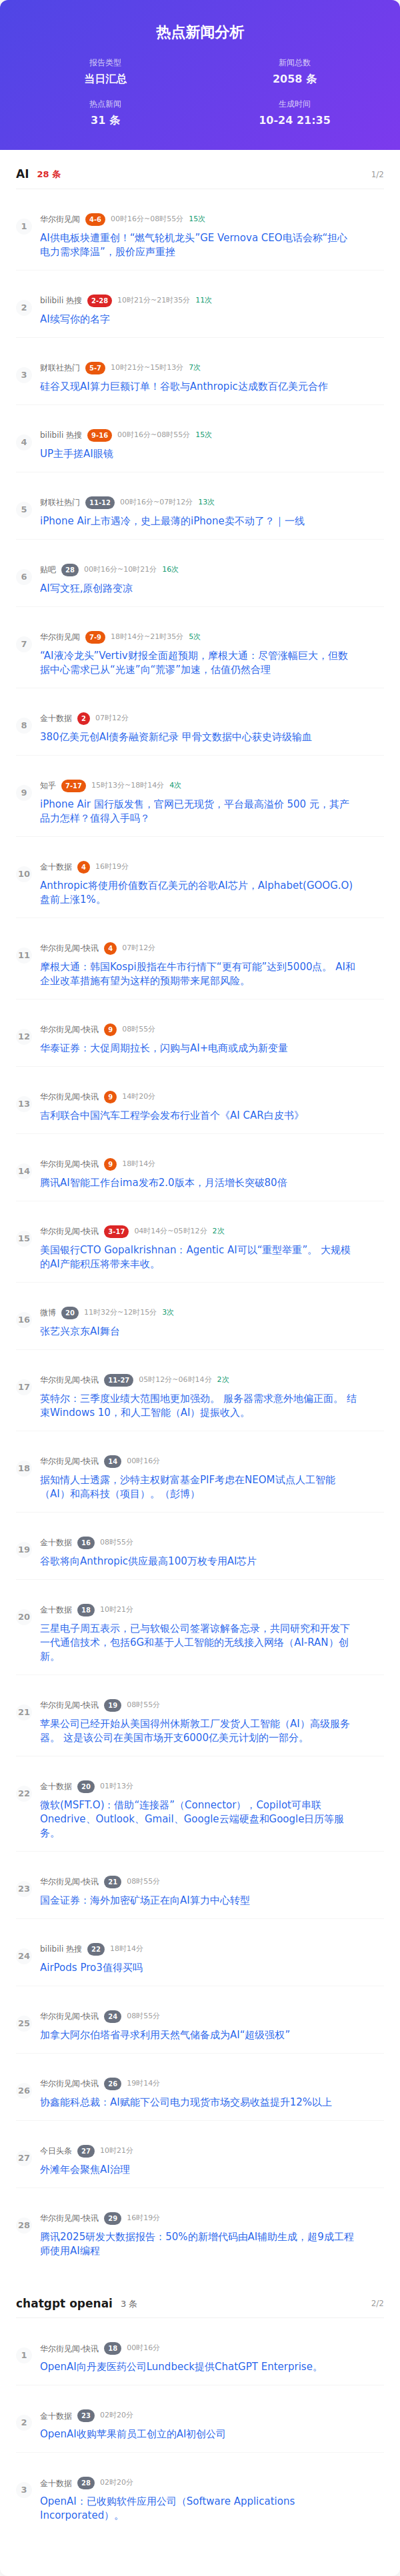 热点新闻分析
报告类型
新闻总数
当日汇总
2058 条
热点新闻
生成时间
31 条
10-24 21:35
AI 28 条 1/2
1
华尔街见闻 4-6 00时16分~08时55分 15次
AI供电板块遭重创！“燃气轮机龙头”GE Vernova CEO电话会称“担心
电力需求降温”，股价应声重挫
2
bilibili 热搜 2-28 10时21分~21时35分 11次
AI续写你的名字
3
财联社热门 5-7 10时21分~15时13分 7次
硅谷又现AI算力巨额订单！谷歌与Anthropic达成数百亿美元合作
4
bilibili 热搜 9-16 00时16分~08时55分 15次
UP主手搓AI眼镜
5
财联社热门 11-12 00时16分~07时12分 13次
iPhone Air上市遇冷，史上最薄的iPhone卖不动了？｜一线
6
贴吧 28 00时16分~10时21分 16次
AI写文狂,原创路变凉
7
华尔街见闻 7-9 18时14分~21时35分 5次
“AI液冷龙头”Vertiv财报全面超预期，摩根大通：尽管涨幅巨大，但数
据中心需求已从“光速”向“荒谬”加速，估值仍然合理
8
金十数据 2 07时12分
380亿美元创AI债务融资新纪录 甲骨文数据中心获史诗级输血
9
知乎 7-17 15时13分~18时14分 4次
iPhone Air 国行版发售，官网已无现货，平台最高溢价 500 元，其产
品力怎样？值得入手吗？
10
金十数据 4 16时19分
Anthropic将使用价值数百亿美元的谷歌AI芯片，Alphabet(GOOG.O)
盘前上涨1%。
11
华尔街见闻-快讯 4 07时12分
摩根大通：韩国Kospi股指在牛市行情下“更有可能”达到5000点。 AI和
企业改革措施有望为这样的预期带来尾部风险。
12
华尔街见闻-快讯 9 08时55分
华泰证券：大促周期拉长，闪购与AI+电商或成为新变量
13
华尔街见闻-快讯 9 14时20分
吉利联合中国汽车工程学会发布行业首个《AI CAR白皮书》
14
华尔街见闻-快讯 9 18时14分
腾讯AI智能工作台ima发布2.0版本，月活增长突破80倍
15
华尔街见闻-快讯 3-17 04时14分~05时12分 2次
美国银行CTO Gopalkrishnan：Agentic AI可以“重型举重”。 大规模
的AI产能积压将带来丰收。
16
微博 20 11时32分~12时15分 3次
张艺兴京东AI舞台
17
华尔街见闻-快讯 11-27 05时12分~06时14分 2次
英特尔：三季度业绩大范围地更加强劲。 服务器需求意外地偏正面。 结
束Windows 10，和人工智能（AI）提振收入。
18
华尔街见闻-快讯 14 00时16分
据知情人士透露，沙特主权财富基金PIF考虑在NEOM试点人工智能
（AI）和高科技（项目）。（彭博）
19
金十数据 16 08时55分
谷歌将向Anthropic供应最高100万枚专用AI芯片
20
金十数据 18 10时21分
三星电子周五表示，已与软银公司签署谅解备忘录，共同研究和开发下
一代通信技术，包括6G和基于人工智能的无线接入网络（AI-RAN）创
新。
21
华尔街见闻-快讯 19 08时55分
苹果公司已经开始从美国得州休斯敦工厂发货人工智能（AI）高级服务
器。 这是该公司在美国市场开支6000亿美元计划的一部分。
22
金十数据 20 01时13分
微软(MSFT.O)：借助“连接器”（Connector），Copilot可串联
Onedrive、Outlook、Gmail、Google云端硬盘和Google日历等服
务。
23
华尔街见闻-快讯 21 08时55分
国金证券：海外加密矿场正在向AI算力中心转型
24
bilibili 热搜 22 18时14分
AirPods Pro3值得买吗
25
华尔街见闻-快讯 24 08时55分
加拿大阿尔伯塔省寻求利用天然气储备成为AI“超级强权”
26
华尔街见闻-快讯 26 19时14分
协鑫能科总裁：AI赋能下公司电力现货市场交易收益提升12%以上
27
今日头条 27 10时21分
外滩年会聚焦AI治理
28
华尔街见闻-快讯 29 16时19分
腾讯2025研发大数据报告：50%的新增代码由AI辅助生成，超9成工程
师使用AI编程
chatgpt openai 3 条 2/2
1
华尔街见闻-快讯 18 00时16分
OpenAI向丹麦医药公司Lundbeck提供ChatGPT Enterprise。
2
金十数据 23 02时20分
OpenAI收购苹果前员工创立的AI初创公司
3
金十数据 28 02时20分
OpenAI：已收购软件应用公司（Software Applications
Incorporated）。